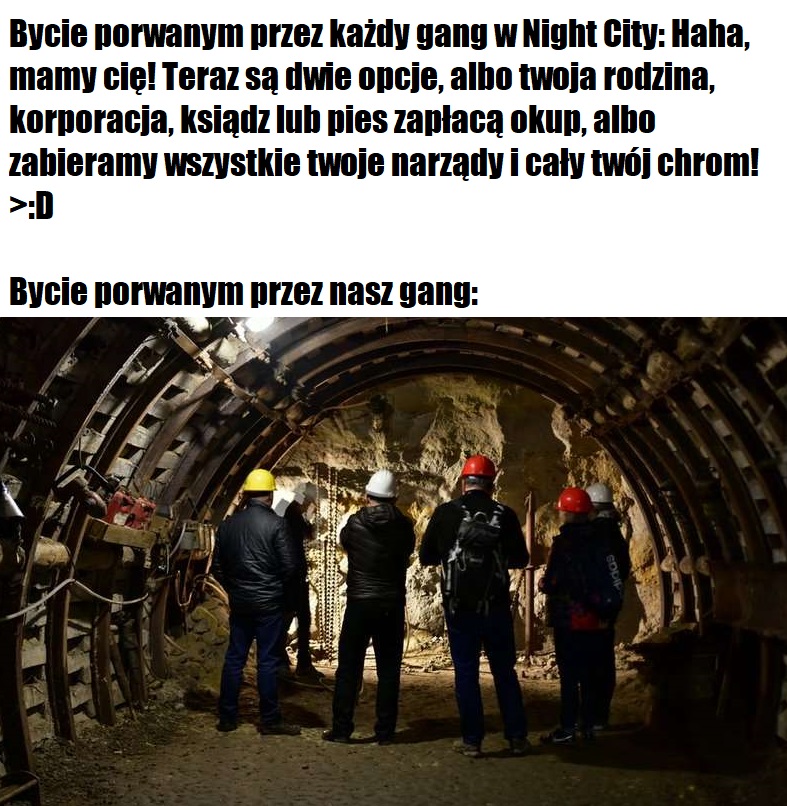 Bycie porwanym przez każdy gang w Night City: Haha,
mamy cię! Teraz są dwie opcje, albo twoja rodzina,
korporacja, ksiądz lub pies zapłacą okup, albo
zabieramy wszystkie twoje narządy i cały twój chrom!
>:D
Bycie porwanym przez nasz gang: